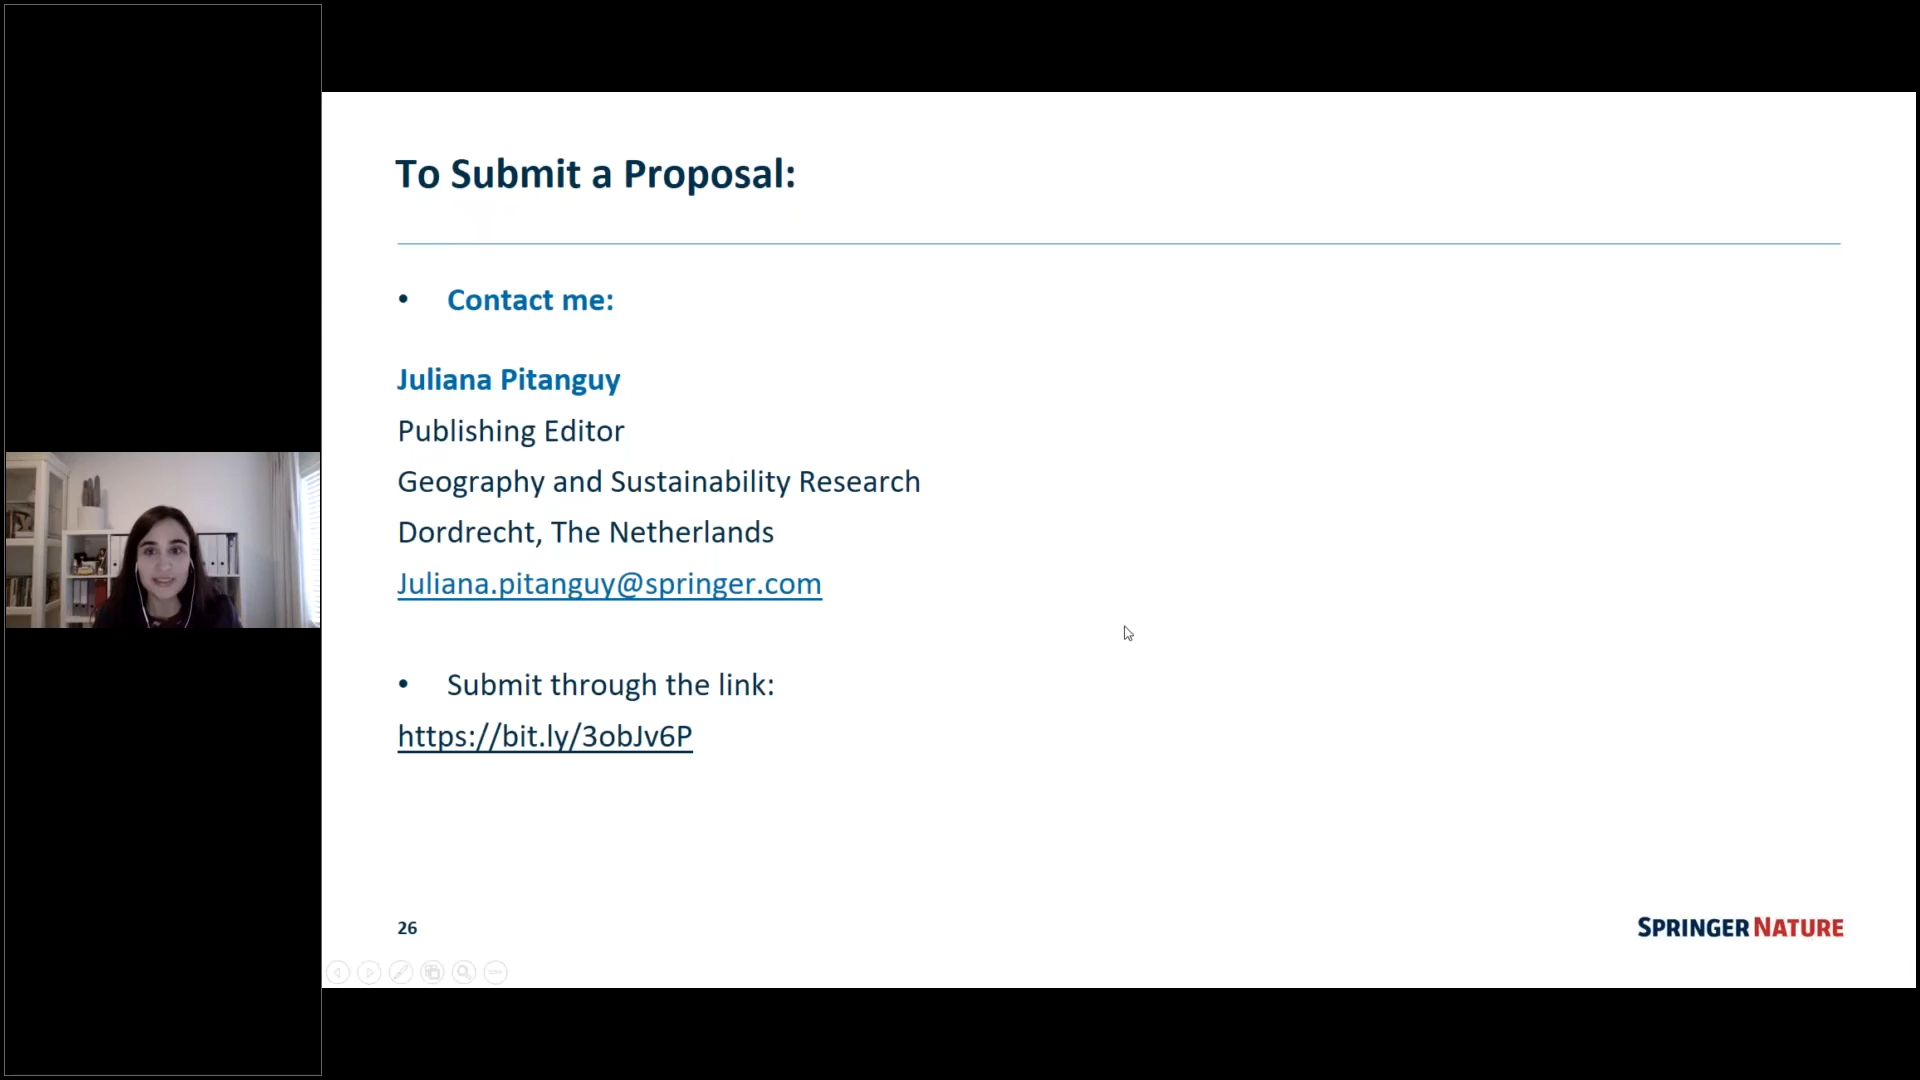 To Submit a Proposal:
• Contact me:
Juliana Pitanguy
Publishing Editor
Geography and Sustainability Research
Dordrecht, The Netherlands
Juliana.pitanguy@springer.com
• Submit through the link:
https://bit.ly/3obJv6P
26
SPRINGER NATURE